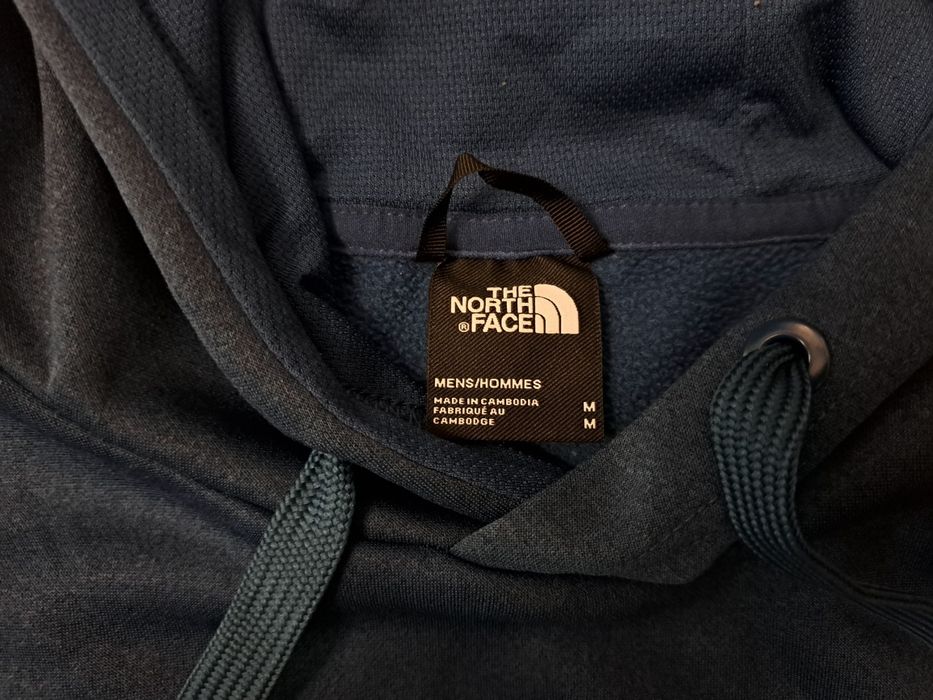 THE
NORTH
® FACE
MENS/HOMMES
MADE IN CAMBODIA M
FABRIQUÉ AU
CAMBODGE M